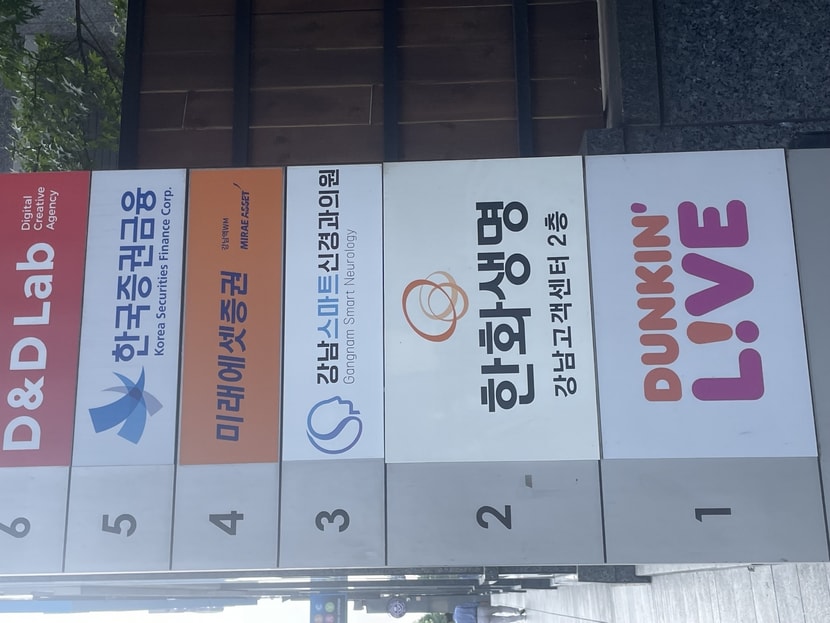 6
D&D Lab
Digital
Creative
Agency
5
한국증권금융
Korea Securities Finance Corp.
4
미래에셋증권
강남역WM
MIRAE ASSET
3
강남스마트신경과의원
Gangnam Smart Neurology
2
한화생명
강남고객센터 2층
1
DUNKIN'
LIVE